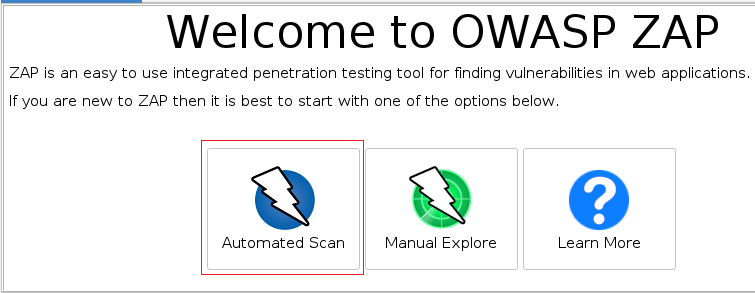 Welcome to OWASP ZAP
ZAP is an easy to use integrated penetration testing tool for finding vulnerabilities in web applications.
If you are new to ZAP then it is best to start with one of the options below.
Automated Scan
Manual Explore
Learn More